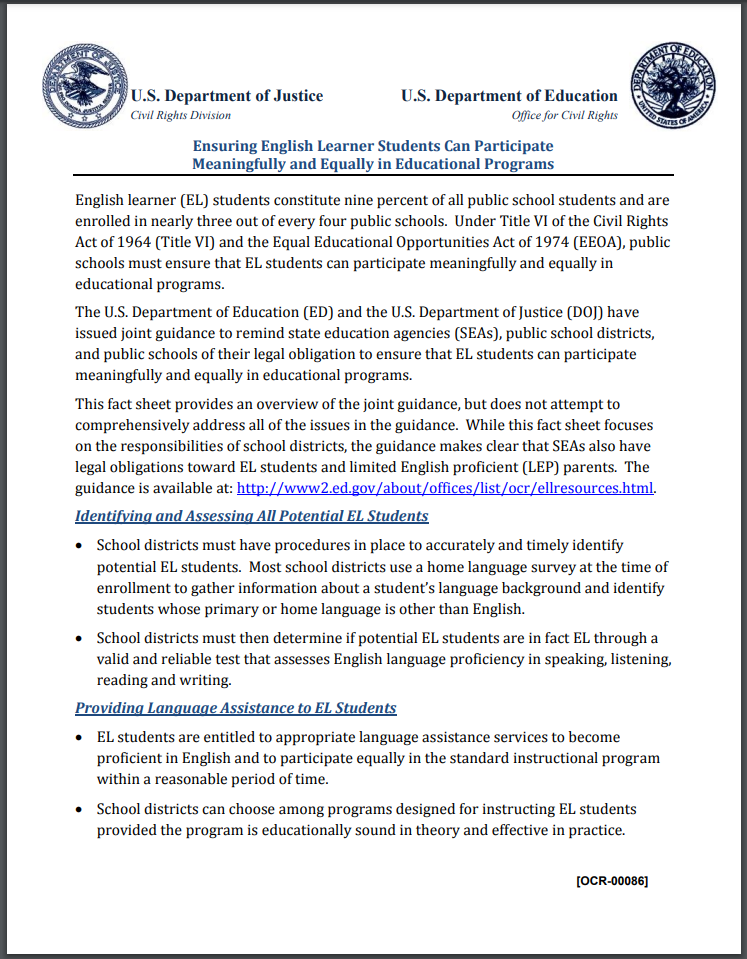 U.S. Department of Justice
Civil Rights Division
U.S. Department of Education
Office for Civil Rights
DEPARTMENT OF EDUCATION
UNITED STATES OF AMERICA
Ensuring English Learner Students Can Participate
Meaningfully and Equally in Educational Programs
English learner (EL) students constitute nine percent of all public school students and are
enrolled in nearly three out of every four public schools.  Under Title VI of the Civil Rights
Act of 1964 (Title VI) and the Equal Educational Opportunities Act of 1974 (EEOA), public
schools must ensure that EL students can participate meaningfully and equally in
educational programs.
The U.S. Department of Education (ED) and the U.S. Department of Justice (DOJ) have
issued joint guidance to remind state education agencies (SEAs), public school districts,
and public schools of their legal obligation to ensure that EL students can participate
meaningfully and equally in educational programs.
This fact sheet provides an overview of the joint guidance, but does not attempt to
comprehensively address all of the issues in the guidance.  While this fact sheet focuses
on the responsibilities of school districts, the guidance makes clear that SEAs also have
legal obligations toward EL students and limited English proficient (LEP) parents.  The
guidance is available at: http://www2.ed.gov/about/offices/list/ocr/ellresources.html.
Identifying and Assessing All Potential EL Students
• School districts must have procedures in place to accurately and timely identify
potential EL students.  Most school districts use a home language survey at the time of
enrollment to gather information about a student’s language background and identify
students whose primary or home language is other than English.
• School districts must then determine if potential EL students are in fact EL through a
valid and reliable test that assesses English language proficiency in speaking, listening,
reading and writing.
Providing Language Assistance to EL Students
• EL students are entitled to appropriate language assistance services to become
proficient in English and to participate equally in the standard instructional program
within a reasonable period of time.
• School districts can choose among programs designed for instructing EL students
provided the program is educationally sound in theory and effective in practice.
[OCR-00086]